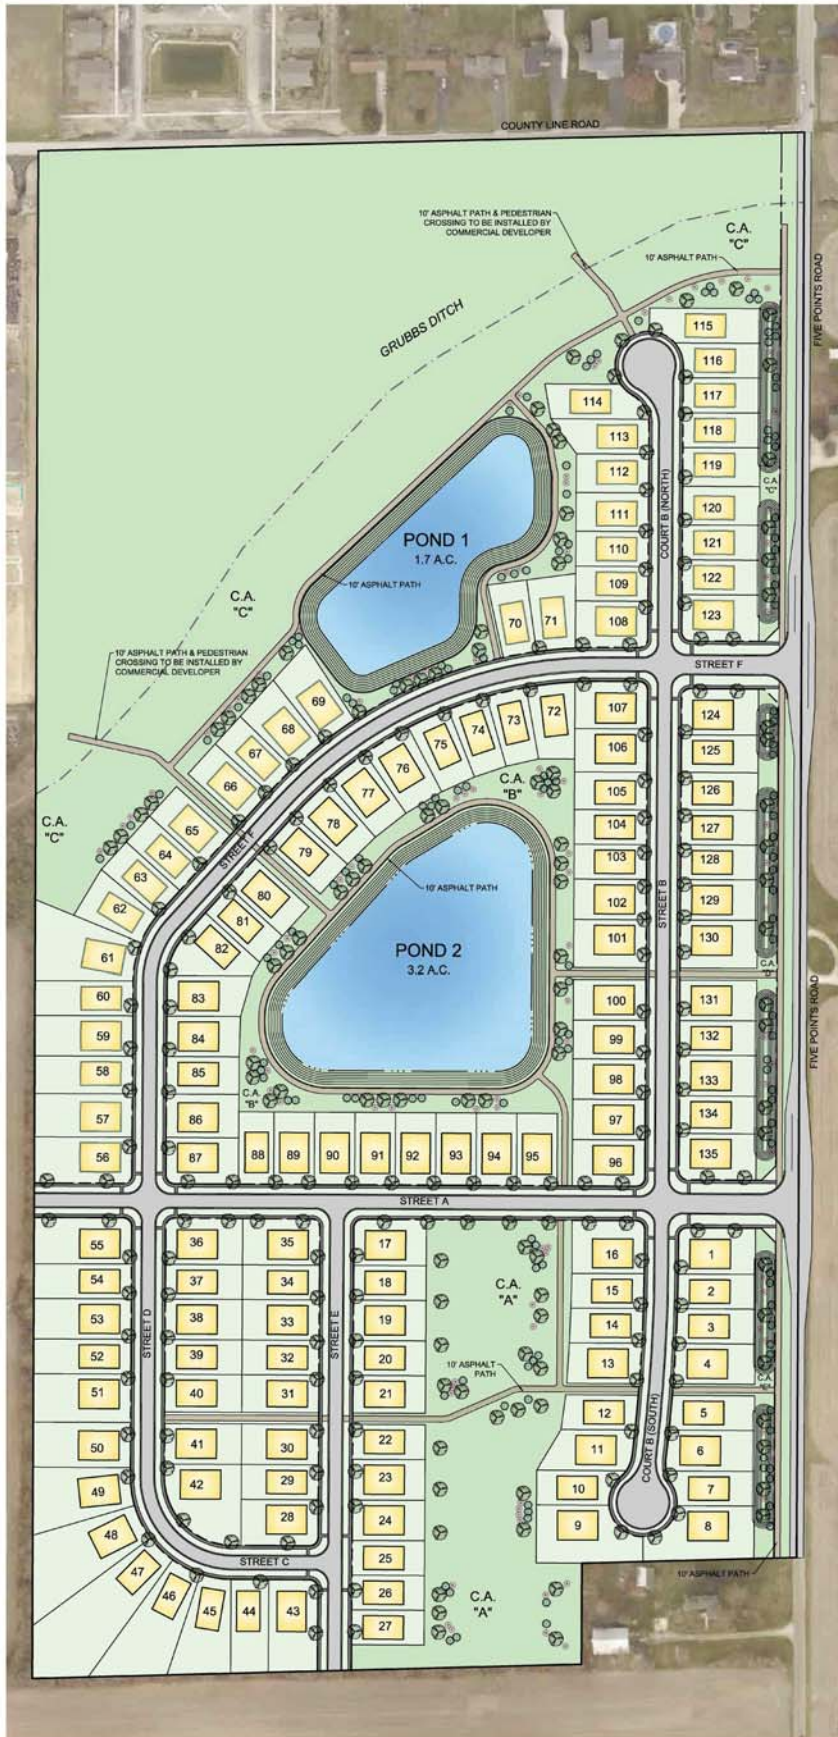 COUNTY LINE ROAD
10' ASPHALT PATH & PEDESTRIAN
CROSSING TO BE INSTALLED BY
COMMERCIAL DEVELOPER
C.A.
"C"
10' ASPHALT PATH
FIVE POINTS ROAD
GRUBBS DITCH
115
116
114
117
113
118
112
119
COURT B (NORTH)
C.A.
111
120
POND 1
1.7 A.C.
110
121
10' ASPHALT PATH
109
122
C.A.
"C"
70
71
108
123
10' ASPHALT PATH & PEDESTRIAN
CROSSING TO BE INSTALLED BY
COMMERCIAL DEVELOPER
STREET F
69
68
67
66
72
73
74
75
76
77
78
79
107
124
106
125
C.A.
"B"
105
126
104
127
103
128
102
129
101
130
STREET B
C.A.
"C"
65
64
63
62
STREET F
80
81
82
10' ASPHALT PATH
POND 2
3.2 A.C.
61
60
59
58
57
56
83
84
85
86
87
C.A.
"B"
C.A.
100
131
99
132
98
133
97
134
96
135
FIVE POINTS ROAD
88
89
90
91
92
93
94
95
STREET A
55
36
35
17
16
1
54
37
34
18
C.A.
"A"
15
2
53
38
33
19
14
3
STREET D
STREET E
52
39
32
20
13
4
10' ASPHALT
PATH
C.A.
51
40
31
21
12
5
50
41
30
22
11
6
COURT B (SOUTH)
49
42
29
23
10
7
48
28
24
9
8
47
STREET C
25
10' ASPHALT PATH
46
45
44
43
26
27
C.A.
"A"